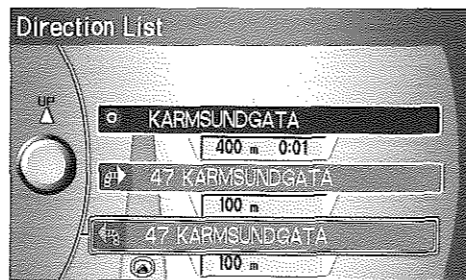 Direction List
UP
KARMSUNDGATA
400 m 0:01
47 KARMSUNDGATA
100 m
47 KARMSUNDGATA
100 m